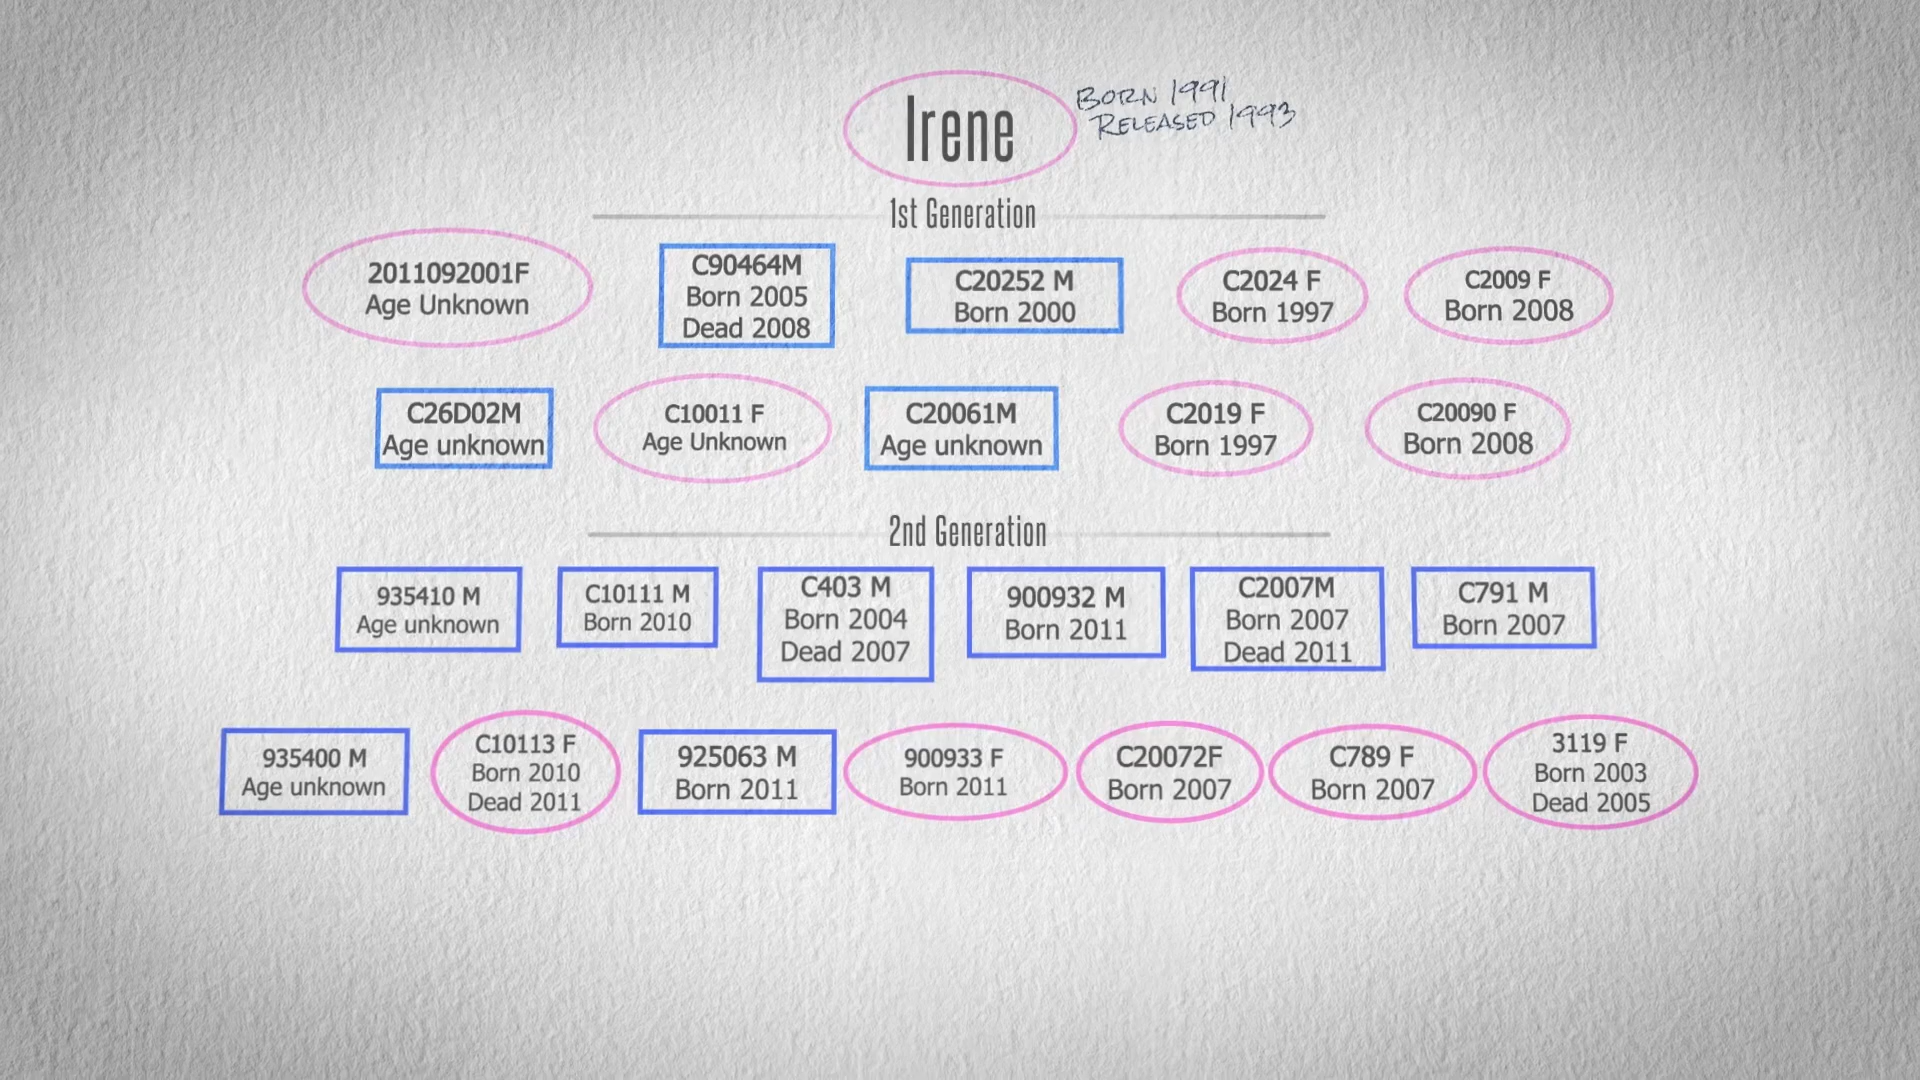 Irene
BORN 1991
RELEASED 1993
1st Generation
2011092001F
Age Unknown
C90464M
Born 2005
Dead 2008
C20252 M
Born 2000
C2024 F
Born 1997
C2009 F
Born 2008
C26D02M
Age unknown
C10011 F
Age Unknown
C20061M
Age unknown
C2019 F
Born 1997
C20090 F
Born 2008
2nd Generation
935410 M
Age unknown
C10111 M
Born 2010
C403 M
Born 2004
Dead 2007
900932 M
Born 2011
C2007M
Born 2007
Dead 2011
C791 M
Born 2007
935400 M
Age unknown
C10113 F
Born 2010
Dead 2011
925063 M
Born 2011
900933 F
Born 2011
C20072F
Born 2007
C789 F
Born 2007
3119 F
Born 2003
Dead 2005